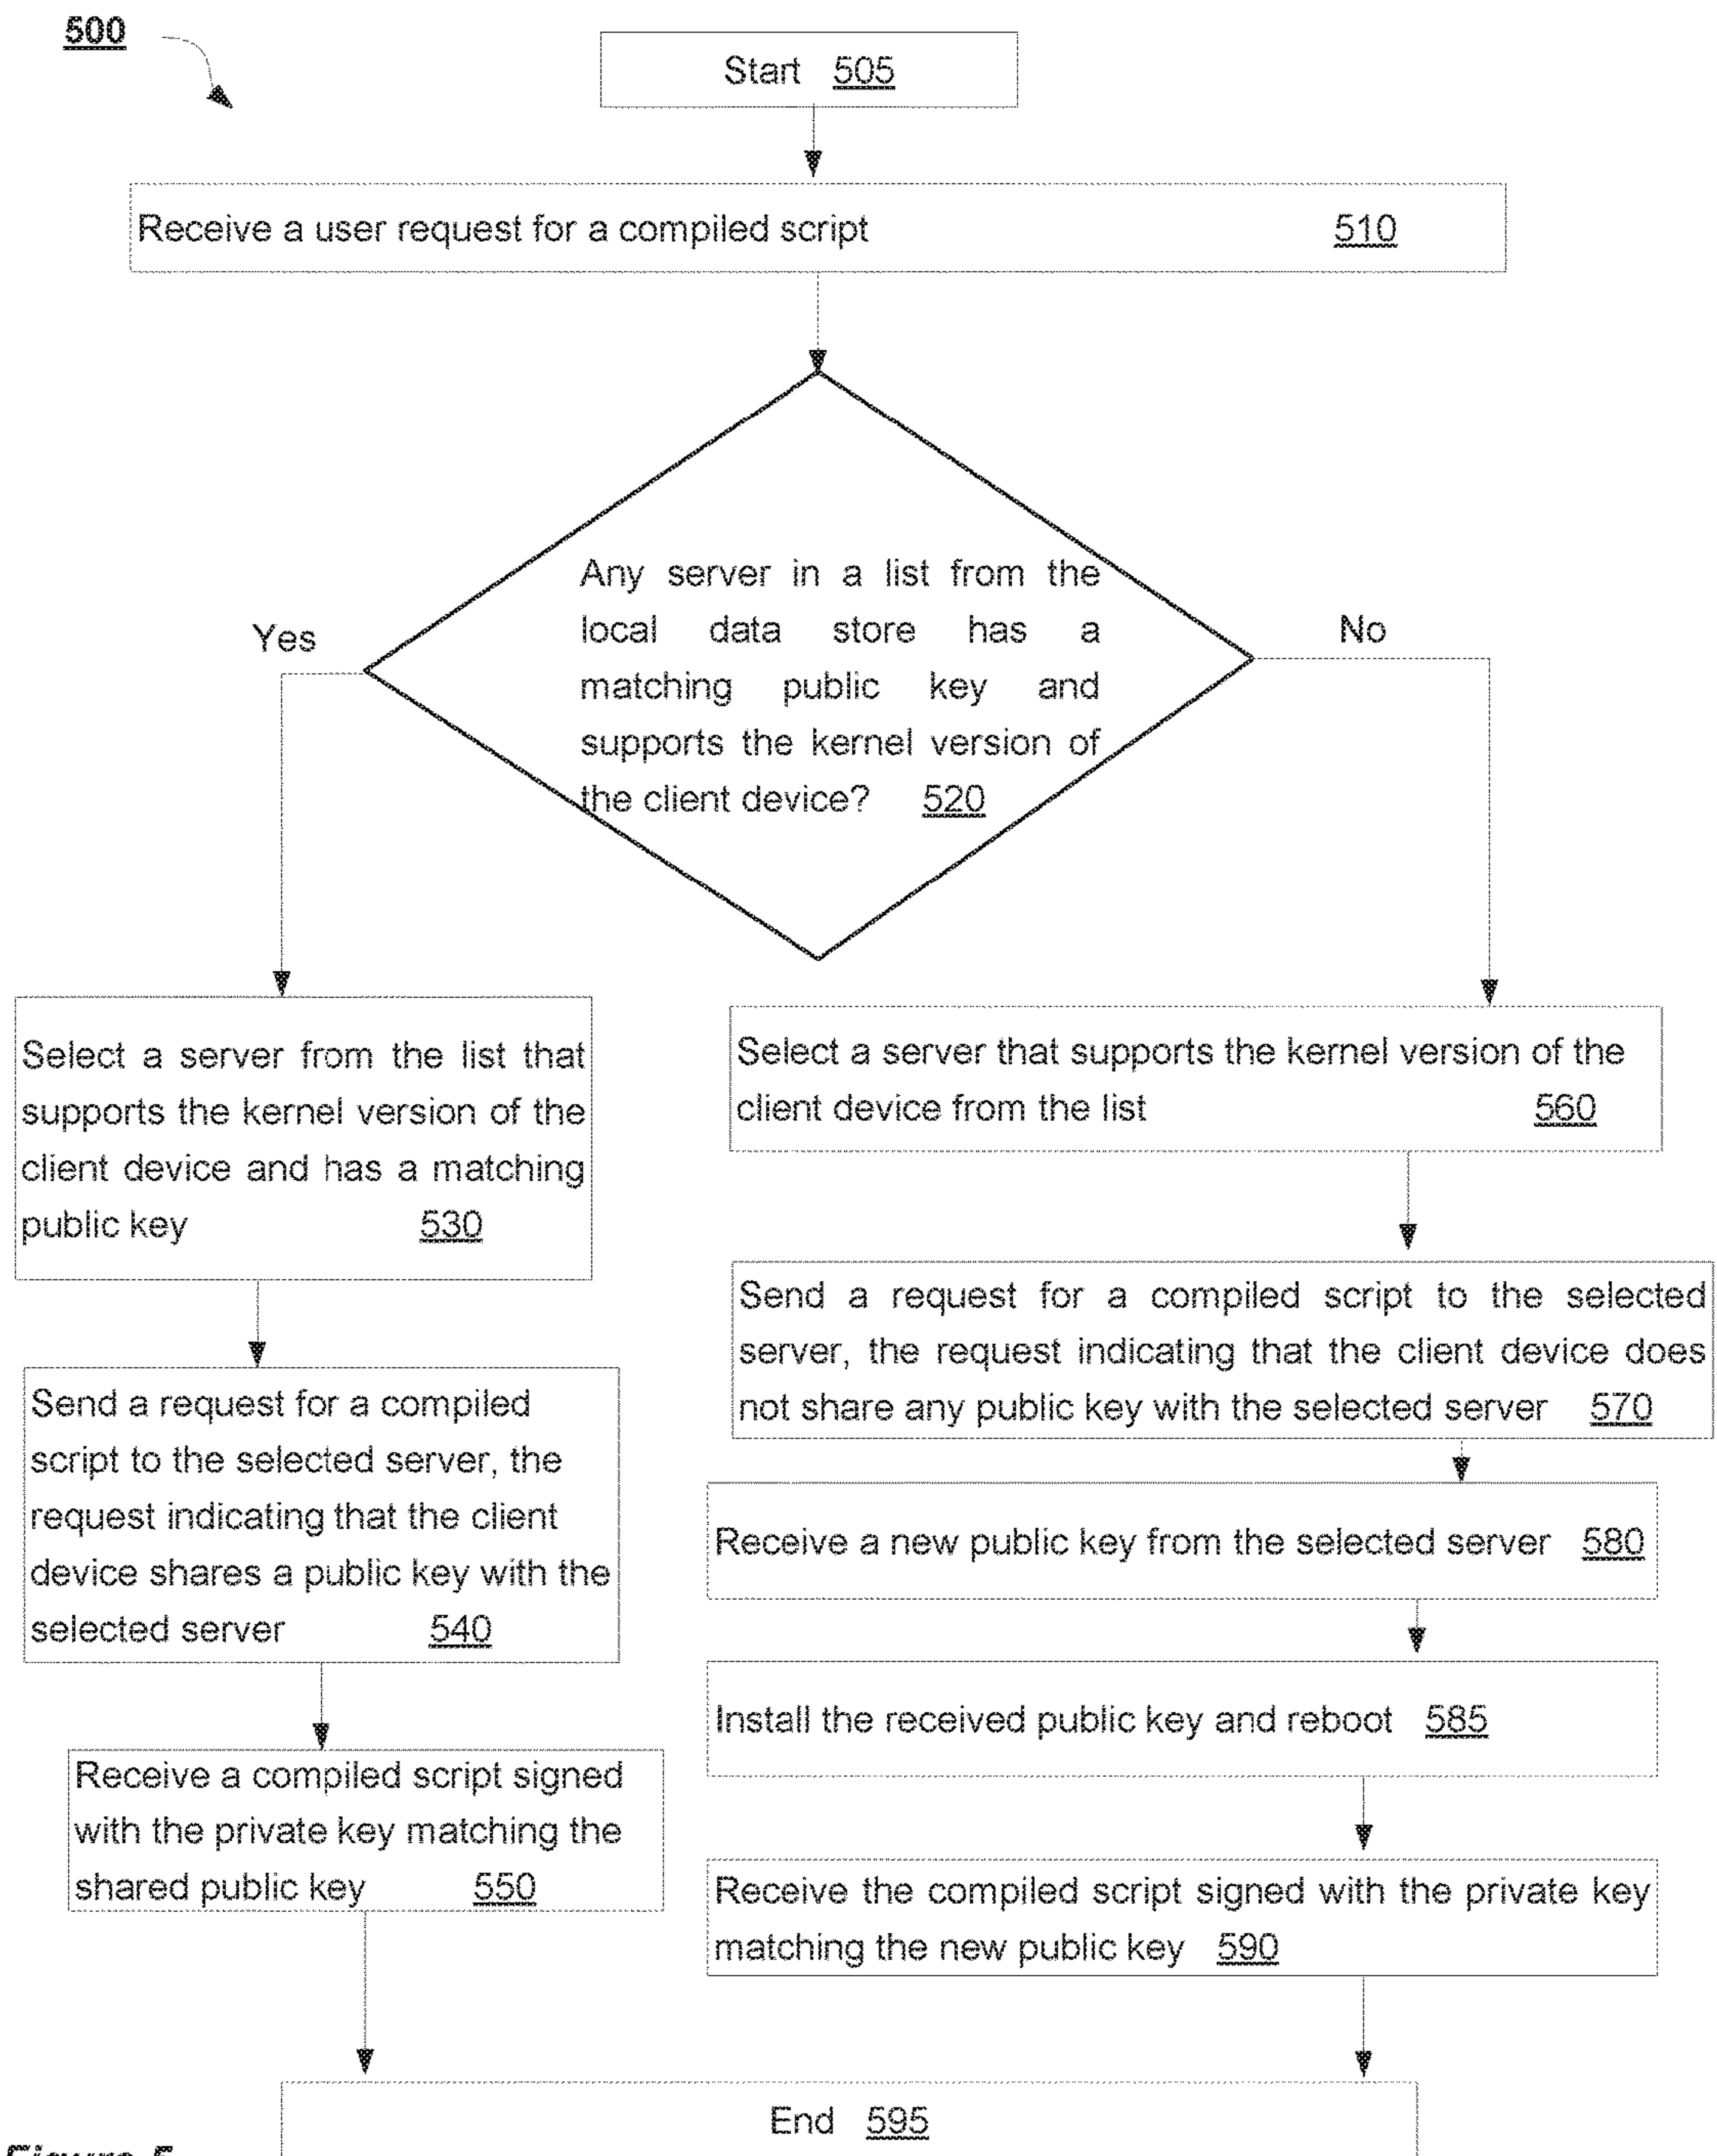 500
Start 505
Receive a user request for a compiled script 510
Any server in a list from the
local data store has a
matching public key and
supports the kernel version of
the client device? 520
Yes
No
Select a server from the list that
supports the kernel version of the
client device and has a matching
public key 530
Send a request for a compiled
script to the selected server, the
request indicating that the client
device shares a public key with the
selected server 540
Receive a compiled script signed
with the private key matching the
shared public key 550
Select a server that supports the kernel version of the
client device from the list 560
Send a request for a compiled script to the selected
server, the request indicating that the client device does
not share any public key with the selected server 570
Receive a new public key from the selected server 580
Install the received public key and reboot 585
Receive the compiled script signed with the private key
matching the new public key 590
End 595
Figure 5